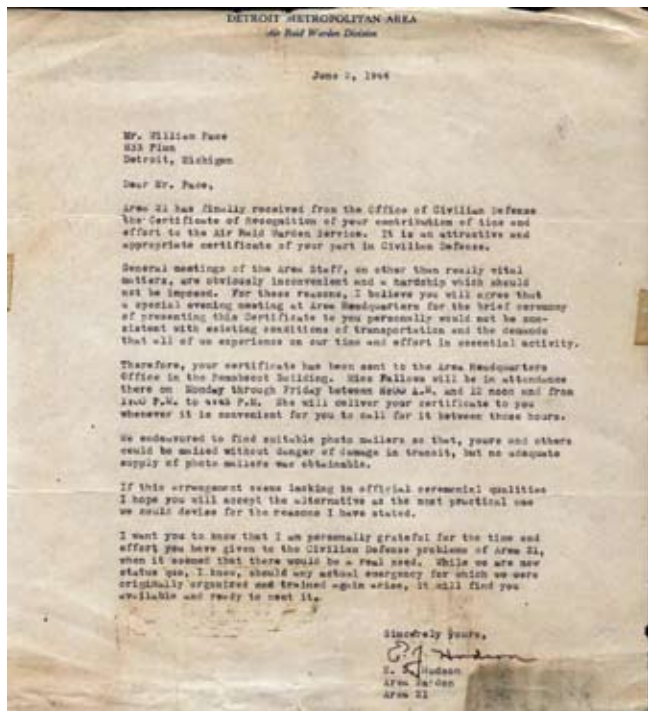 DETROIT METROPOLITAN AREA
Air Raid Warden Division
June 2, 1944
Mr. William Pace
Detroit, Michigan
Dear Mr. Pace,
Area 21 has finally received from the Office of Civilian Defense
the Certificate of Recognition of your contribution of time and
effort to the Air Raid Warden Service. It is an attractive and
appropriate certificate of your part in Civilian Defense.
General meetings of the Area Staff, on other than really vital
matters, are obviously inconvenient and a hardship which should
not be imposed. For these reasons, I believe you will agree that
a special evening meeting at Area Headquarters for the brief ceremony
of presenting this Certificate to you personally would not be con-
sistent with existing conditions of transportation and the demands
that all of us experience on our time and effort in essential activity.
Therefore, your certificate has been sent to the Area Headquarters
Office in the Penobscot Building. Miss Fallows will be in attendance
there on Monday through Friday between A.M. and 12 noon and from
P.M. to P.M. She will deliver your certificate to you
whenever it is convenient for you to call for it between those hours.
We endeavored to find suitable photo mailers so that, yours and others
could be mailed without danger of damage in transit, but no adequate
supply of photo mailers was obtainable.
If this arrangement seems lacking in official ceremonial qualities
I hope you will accept the alternative as the most practical one
we could devise for the reasons I have stated.
I want you to know that I am personally grateful for the time and
effort you have given to the Civilian Defense problems of Area 21,
when it seemed that there would be a real need. While we are now
status quo, I know, should any actual emergency for which we were
originally organized and trained again arise, it will find you
available and ready to meet it.
Sincerely yours,
E. J. Hudson
E. J. Hudson
Area Warden
Area 21